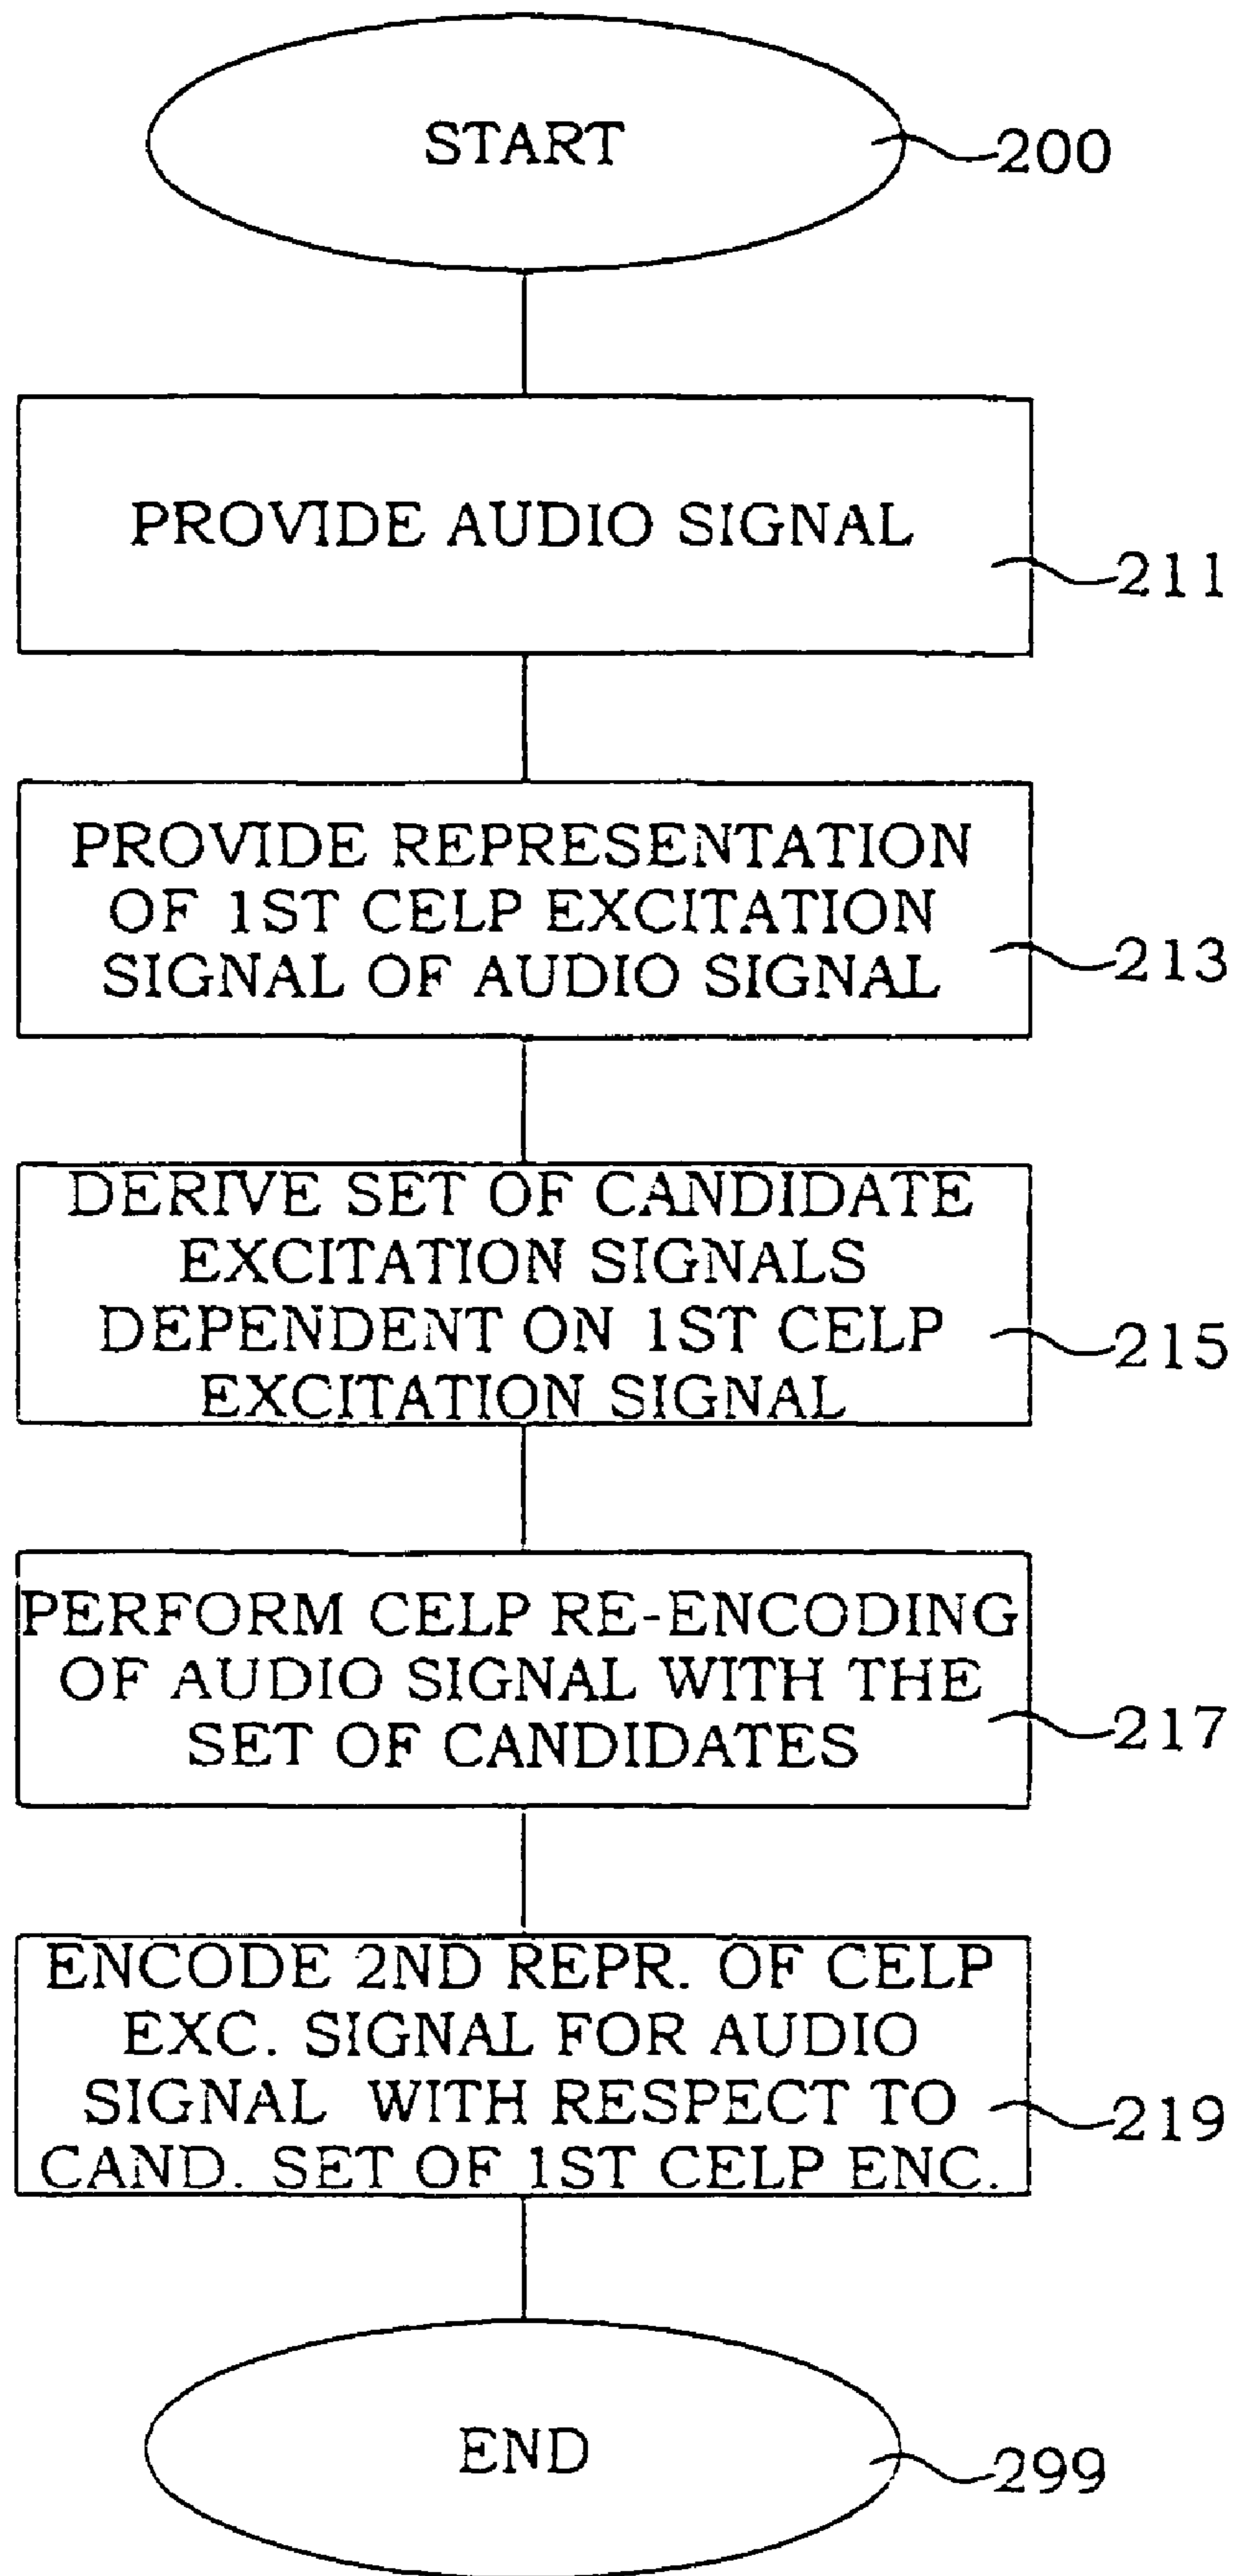 START
200
PROVIDE AUDIO SIGNAL
211
PROVIDE REPRESENTATION
OF 1ST CELP EXCITATION
SIGNAL OF AUDIO SIGNAL
213
DERIVE SET OF CANDIDATE
EXCITATION SIGNALS
DEPENDENT ON 1ST CELP
EXCITATION SIGNAL
215
PERFORM CELP RE-ENCODING
OF AUDIO SIGNAL WITH THE
SET OF CANDIDATES
217
ENCODE 2ND REPR. OF CELP
EXC. SIGNAL FOR AUDIO
SIGNAL WITH RESPECT TO
CAND. SET OF 1ST CELP ENC.
219
END
299